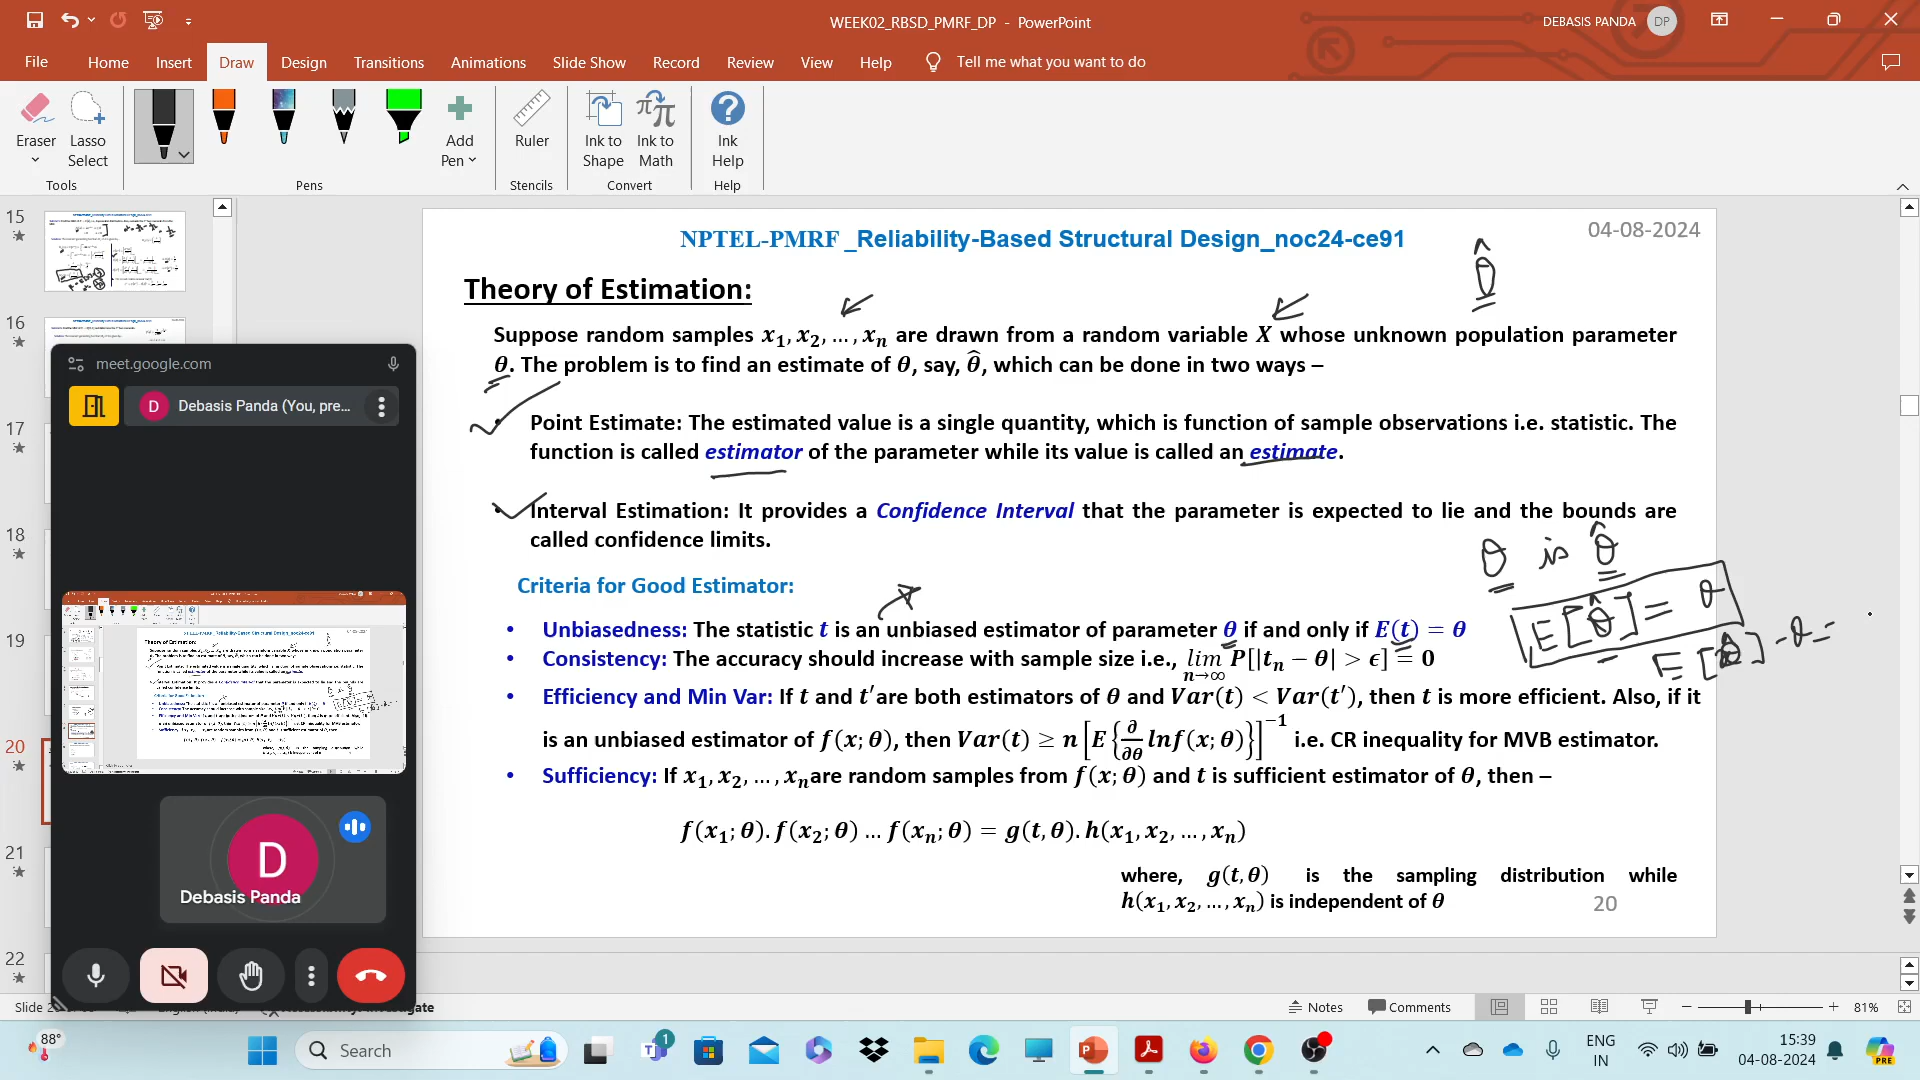 WEEK02_RBSD_PMRF_DP - PowerPoint
DEBASIS PANDA DP
File Home Insert Draw Design Transitions Animations Slide Show Record Review View Help Tell me what you want to do
Eraser
Lasso Select
Add Pen
Ruler
Ink to Shape
Ink to Math
Ink Help
Tools Pens Stencils Convert Help
15
16
17
18
19
20
21
22
meet.google.com
D Debasis Panda (You, pre...
D
Debasis Panda
NPTEL-PMRF _Reliability-Based Structural Design_noc24-ce91
04-08-2024
θ̂
Theory of Estimation:
Suppose random samples x₁, x₂, … , xₙ are drawn from a random variable X whose unknown population parameter
θ. The problem is to find an estimate of θ, say, θ̂, which can be done in two ways –
• Point Estimate: The estimated value is a single quantity, which is function of sample observations i.e. statistic. The
function is called estimator of the parameter while its value is called an estimate.
• Interval Estimation: It provides a Confidence Interval that the parameter is expected to lie and the bounds are
called confidence limits.
θ is θ̂
Criteria for Good Estimator:
E[θ̂] = θ
• Unbiasedness: The statistic t is an unbiased estimator of parameter θ if and only if E(t) = θ
E[θ̂] - θ =
• Consistency: The accuracy should increase with sample size i.e., lim n→∞ P[|tₙ − θ| > ϵ] = 0
• Efficiency and Min Var: If t and t′are both estimators of θ and Var(t) < Var(t′), then t is more efficient. Also, if it
is an unbiased estimator of f(x; θ), then Var(t) ≥ n[E{∂/∂θ lnf(x; θ)}]⁻¹ i.e. CR inequality for MVB estimator.
• Sufficiency: If x₁, x₂, … , xₙare random samples from f(x; θ) and t is sufficient estimator of θ, then –
f(x₁; θ). f(x₂; θ) … f(xₙ; θ) = g(t, θ). h(x₁, x₂, … , xₙ)
where, g(t, θ) is the sampling distribution while
h(x₁, x₂, … , xₙ) is independent of θ
20
Notes Comments 81%
88°
Search
1
ENG
IN
15:39
04-08-2024
PRE